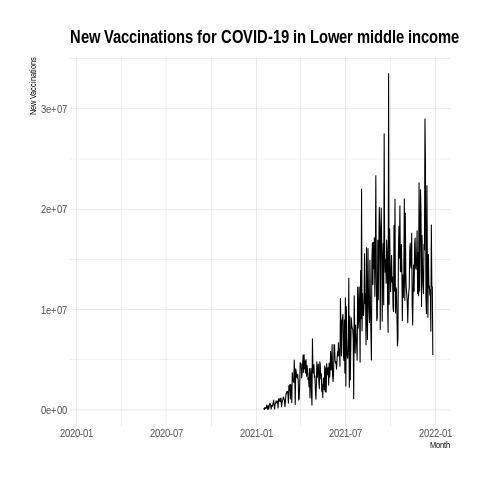 New Vaccinations for COVID-19 in Lower middle income
New Vaccinations
3e+07
2e+07
1e+07
0e+00
2020-01 2020-07 2021-01 2021-07 2022-01
Month